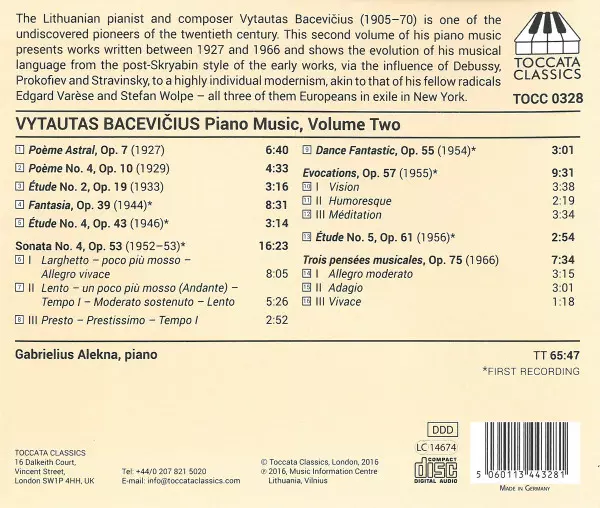 The Lithuanian pianist and composer Vytautas Bacevičius (1905–70) is one of the
undiscovered pioneers of the twentieth century. This second volume of his piano music
presents works written between 1927 and 1966 and shows the evolution of his musical
language from the post-Skryabin style of the early works, via the influence of Debussy,
Prokofiev and Stravinsky, to a highly individual modernism, akin to that of his fellow radicals
Edgard Varèse and Stefan Wolpe – all three of them Europeans in exile in New York.
TOCCATA
CLASSICS
TOCC 0328
VYTAUTAS BACEVIČIUS Piano Music, Volume Two
1 Poème Astral, Op. 7 (1927) 6:40
2 Poème No. 4, Op. 10 (1929) 4:33
3 Étude No. 2, Op. 19 (1933) 3:16
4 Fantasia, Op. 39 (1944)* 8:31
5 Étude No. 4, Op. 43 (1946)* 3:14
Sonata No. 4, Op. 53 (1952–53)* 16:23
6 I Larghetto – poco più mosso –
Allegro vivace 8:05
7 II Lento – un poco più mosso (Andante) –
Tempo I – Moderato sostenuto – Lento 5:26
8 III Presto – Prestissimo – Tempo I 2:52
9 Dance Fantastic, Op. 55 (1954)* 3:01
Evocations, Op. 57 (1955)* 9:31
10 I Vision 3:38
11 II Humoresque 2:19
12 III Méditation 3:34
13 Étude No. 5, Op. 61 (1956)* 2:54
Trois pensées musicales, Op. 75 (1966) 7:34
14 I Allegro moderato 3:15
15 II Adagio 3:01
16 III Vivace 1:18
Gabrielius Alekna, piano
TT 65:47
*FIRST RECORDING
TOCCATA CLASSICS
16 Dalkeith Court,
Vincent Street,
London SW1P 4HH, UK
Tel: +44/0 207 821 5020
E-mail: info@toccataclassics.com
© Toccata Classics, London, 2016
℗ 2016, Music Information Centre
Lithuania, Vilnius
DDD
LC 14674
COMPACT
disc
DIGITAL AUDIO
5 060113 443281
MADE IN GERMANY